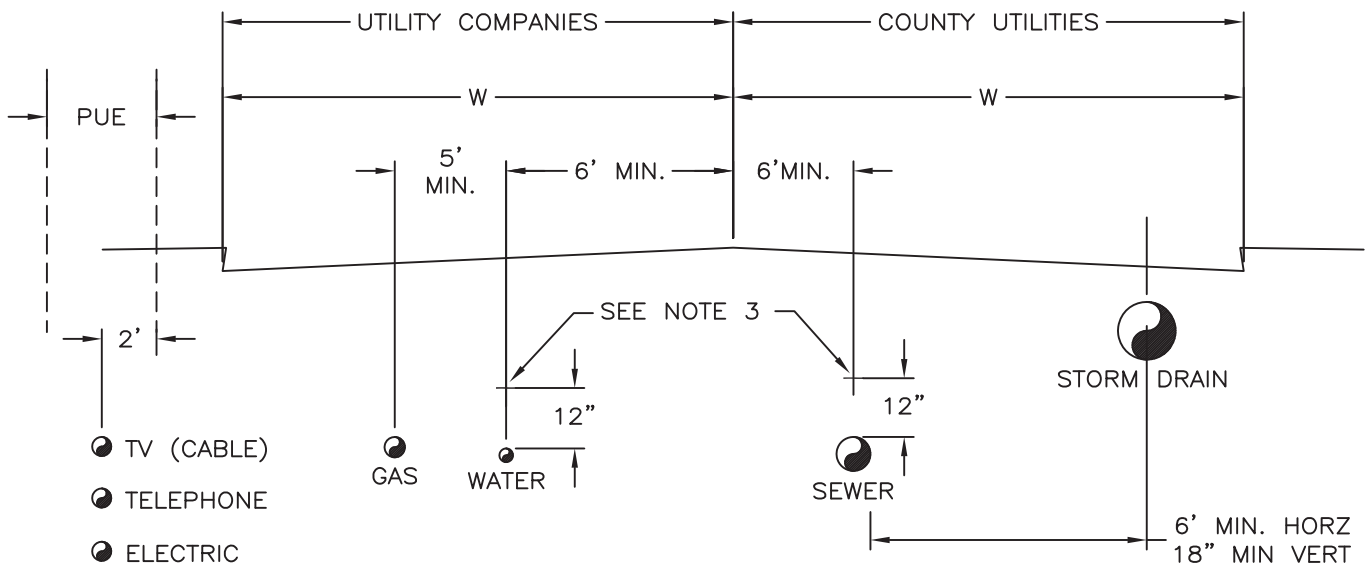 UTILITY COMPANIES
COUNTY UTILITIES
W
W
PUE
5'
MIN.
6' MIN.
6'MIN.
2'
SEE NOTE 3
12"
12"
STORM DRAIN
TV (CABLE)
GAS
WATER
SEWER
TELEPHONE
ELECTRIC
6' MIN. HORZ
18" MIN VERT